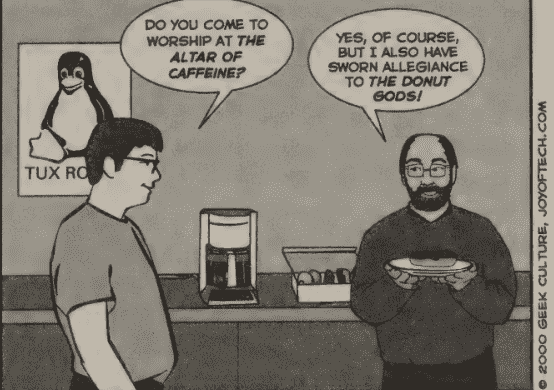 DO YOU COME TO
WORSHIP AT THE
ALTAR OF
CAFFEINE?
YES, OF COURSE,
BUT I ALSO HAVE
SWORN ALLEGIANCE
TO THE DONUT
GODS!
TUX RO
© 2000 GEEK CULTURE, JOYOFTECH.COM